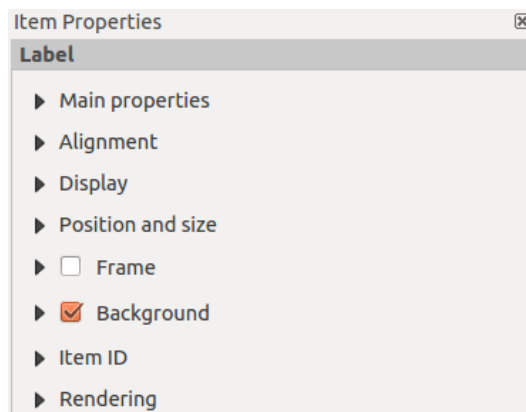 Item Properties
Label
Main properties
Alignment
Display
Position and size
Frame
Background
Item ID
Rendering